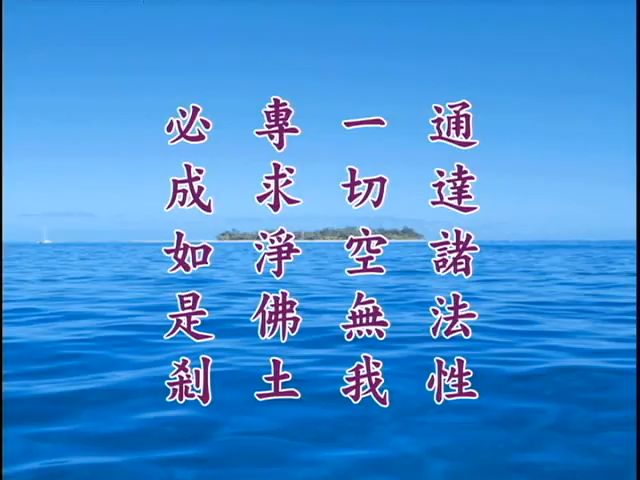 通達諸法性
一切空無我
專求淨佛土
必成如是剎